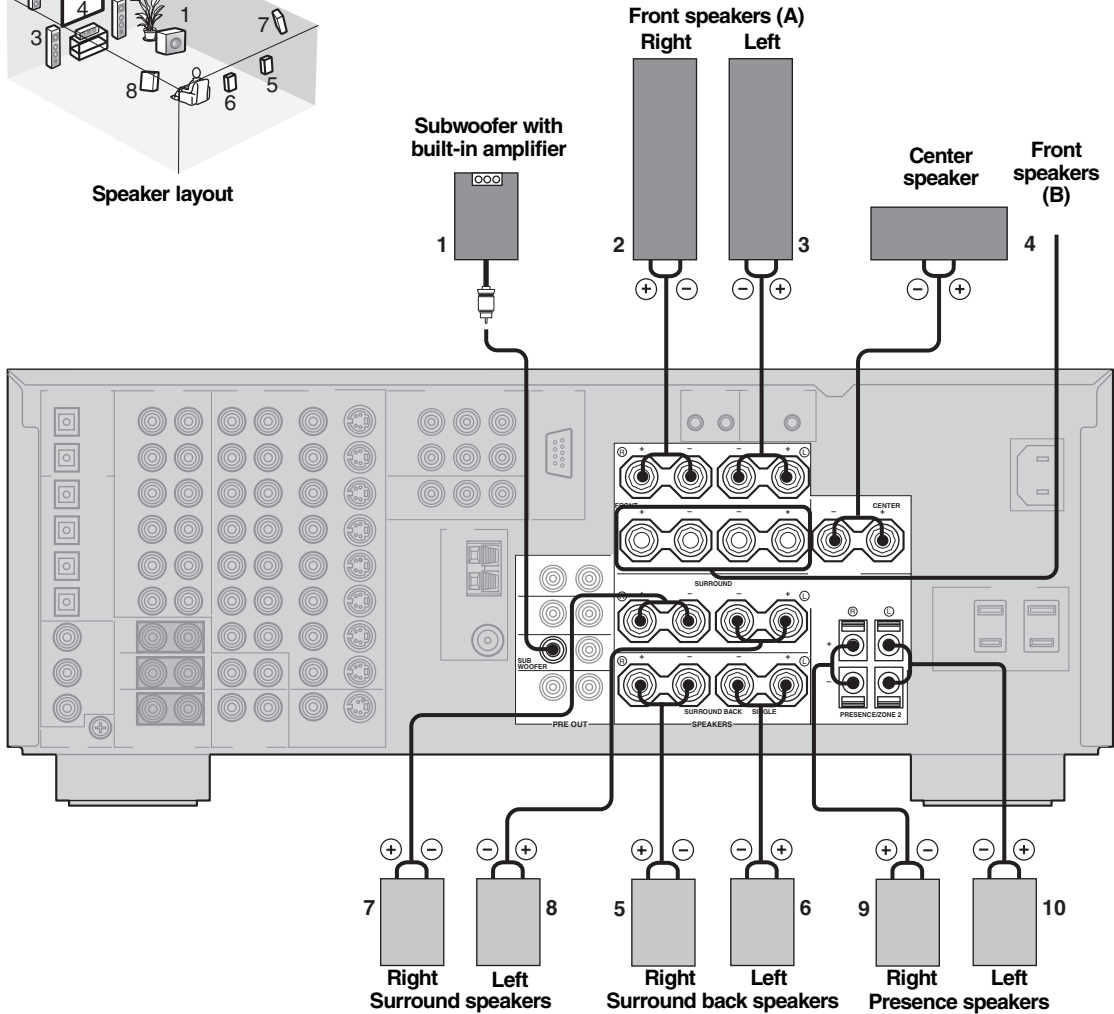 4
1
3
7
8
6
5
Speaker layout
Front speakers (A)
Right Left
Subwoofer with
built-in amplifier
Center
speaker
Front
speakers
(B)
1
2
3
4
+ − − +
− +
R + − − + L
FRONT
+ − − +
CENTER
− +
SURROUND
R + − − + L
R L
SUB
WOOFER
R + − − + L
+
−
SURROUND BACK SINGLE
PRESENCE/ZONE 2
PRE OUT
SPEAKERS
+ − − + + − − + + − − +
7 8 5 6 9 10
Right Left Right Left Right Left
Surround speakers Surround back speakers Presence speakers